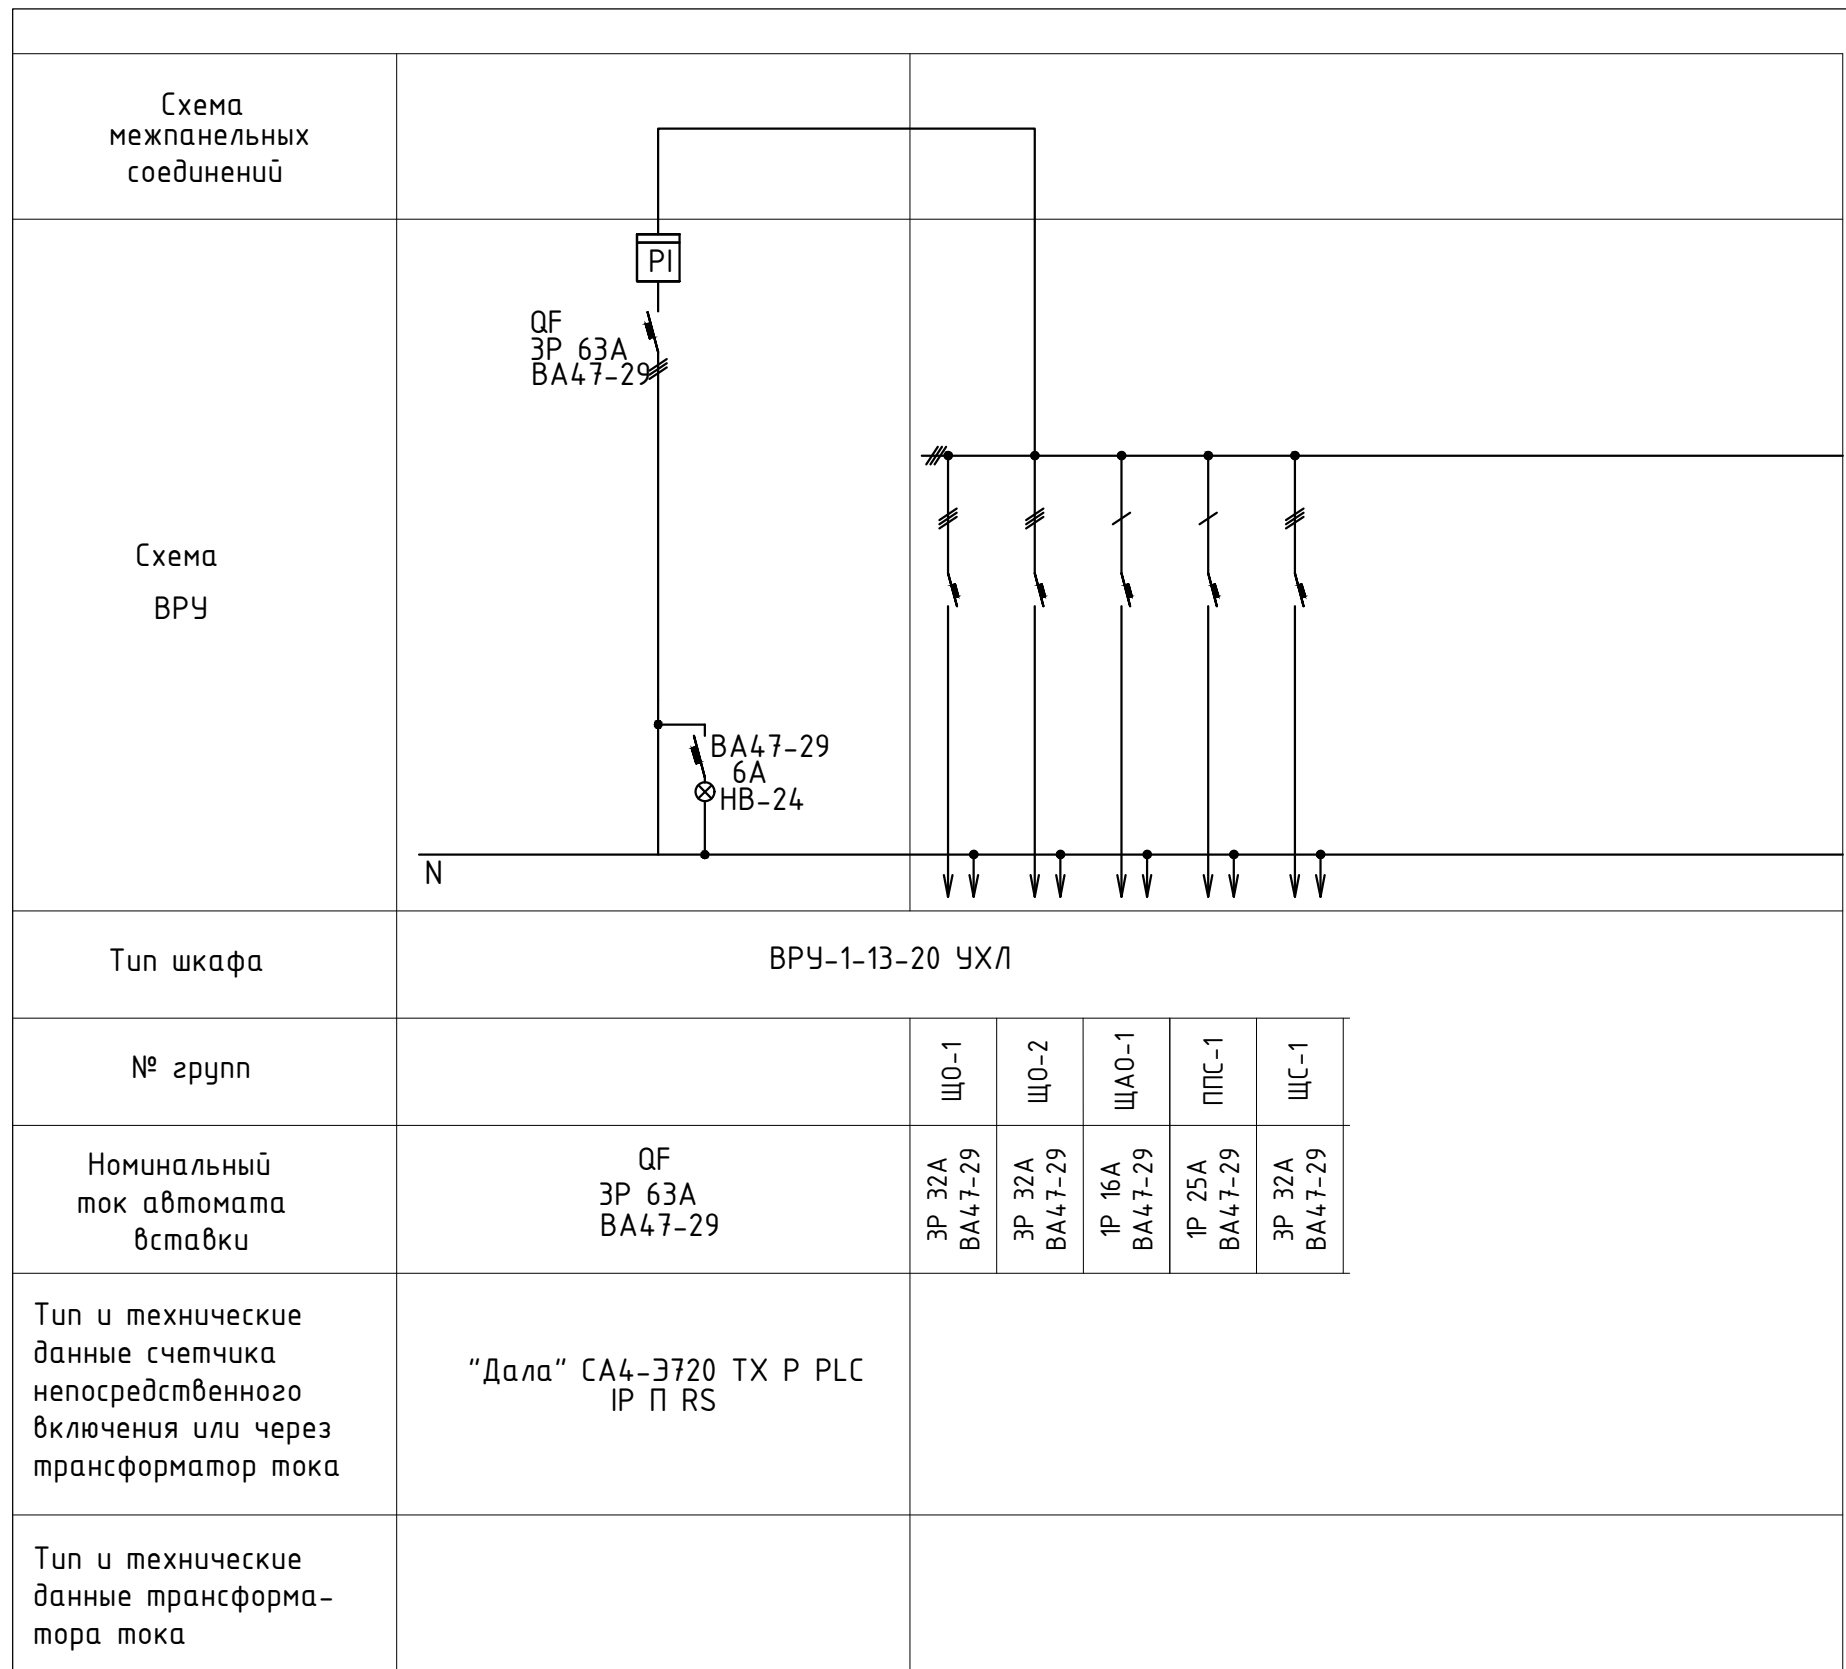 Схема
межпанельных
соединений
PI
QF
3P 63A
ВА47-29
Схема
ВРУ
ВА47-29
6А
НВ-24
N
Тип шкафа
ВРУ-1-13-20 УХЛ
№ групп
ЩО-1
ЩО-2
ЩАО-1
ППС-1
ЩС-1
Номинальный
ток автомата
вставки
QF
3P 63A
ВА47-29
3P 32A
ВА47-29
3P 32A
ВА47-29
1P 16A
ВА47-29
1P 25A
ВА47-29
3P 32A
ВА47-29
Тип и технические
данные счетчика
непосредственного
включения или через
трансформатор тока
"Дала" СА4-Э720 ТХ Р PLC
IP П RS
Тип и технические
данные трансформа-
тора тока